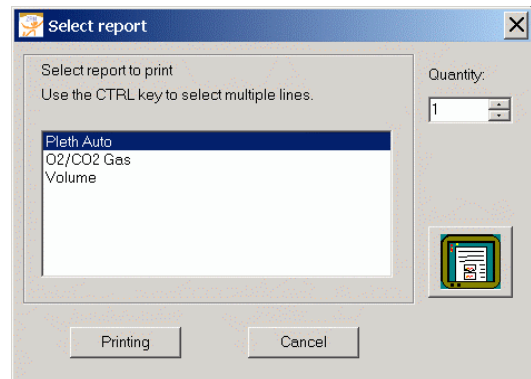 Select report
Select report to print
Use the CTRL key to select multiple lines.
Quantity:
1
Pleth Auto
O2/CO2 Gas
Volume
Printing
Cancel